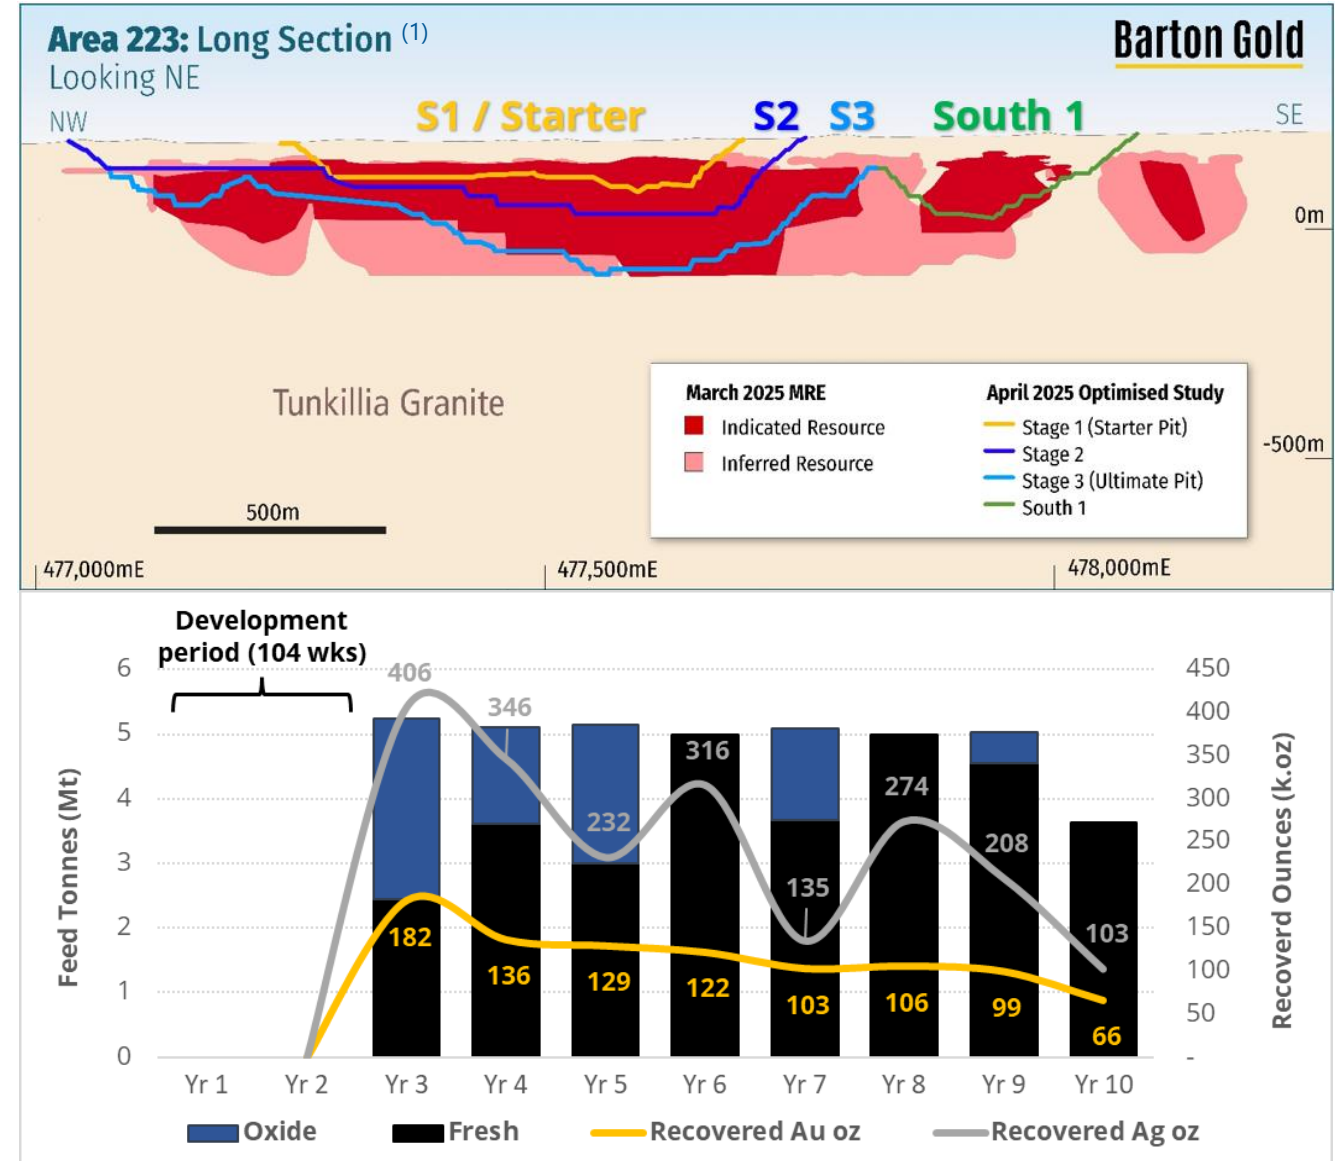 Area 223: Long Section (1)
Barton Gold
Looking NE
NW
S1 / Starter
S2
S3
South 1
SE
0m
Tunkillia Granite
March 2025 MRE
Indicated Resource
Inferred Resource
April 2025 Optimised Study
Stage 1 (Starter Pit)
Stage 2
Stage 3 (Ultimate Pit)
South 1
-500m
500m
477,000mE
477,500mE
478,000mE
Development
period (104 wks)
Feed Tonnes (Mt)
6
5
4
3
2
1
0
406
346
232
316
135
274
208
103
182
136
129
122
103
106
99
66
450
400
350
300
250
200
150
100
50
-
Recovered Ounces (k.oz)
Yr 1
Yr 2
Yr 3
Yr 4
Yr 5
Yr 6
Yr 7
Yr 8
Yr 9
Yr 10
Oxide
Fresh
Recovered Au oz
Recovered Ag oz